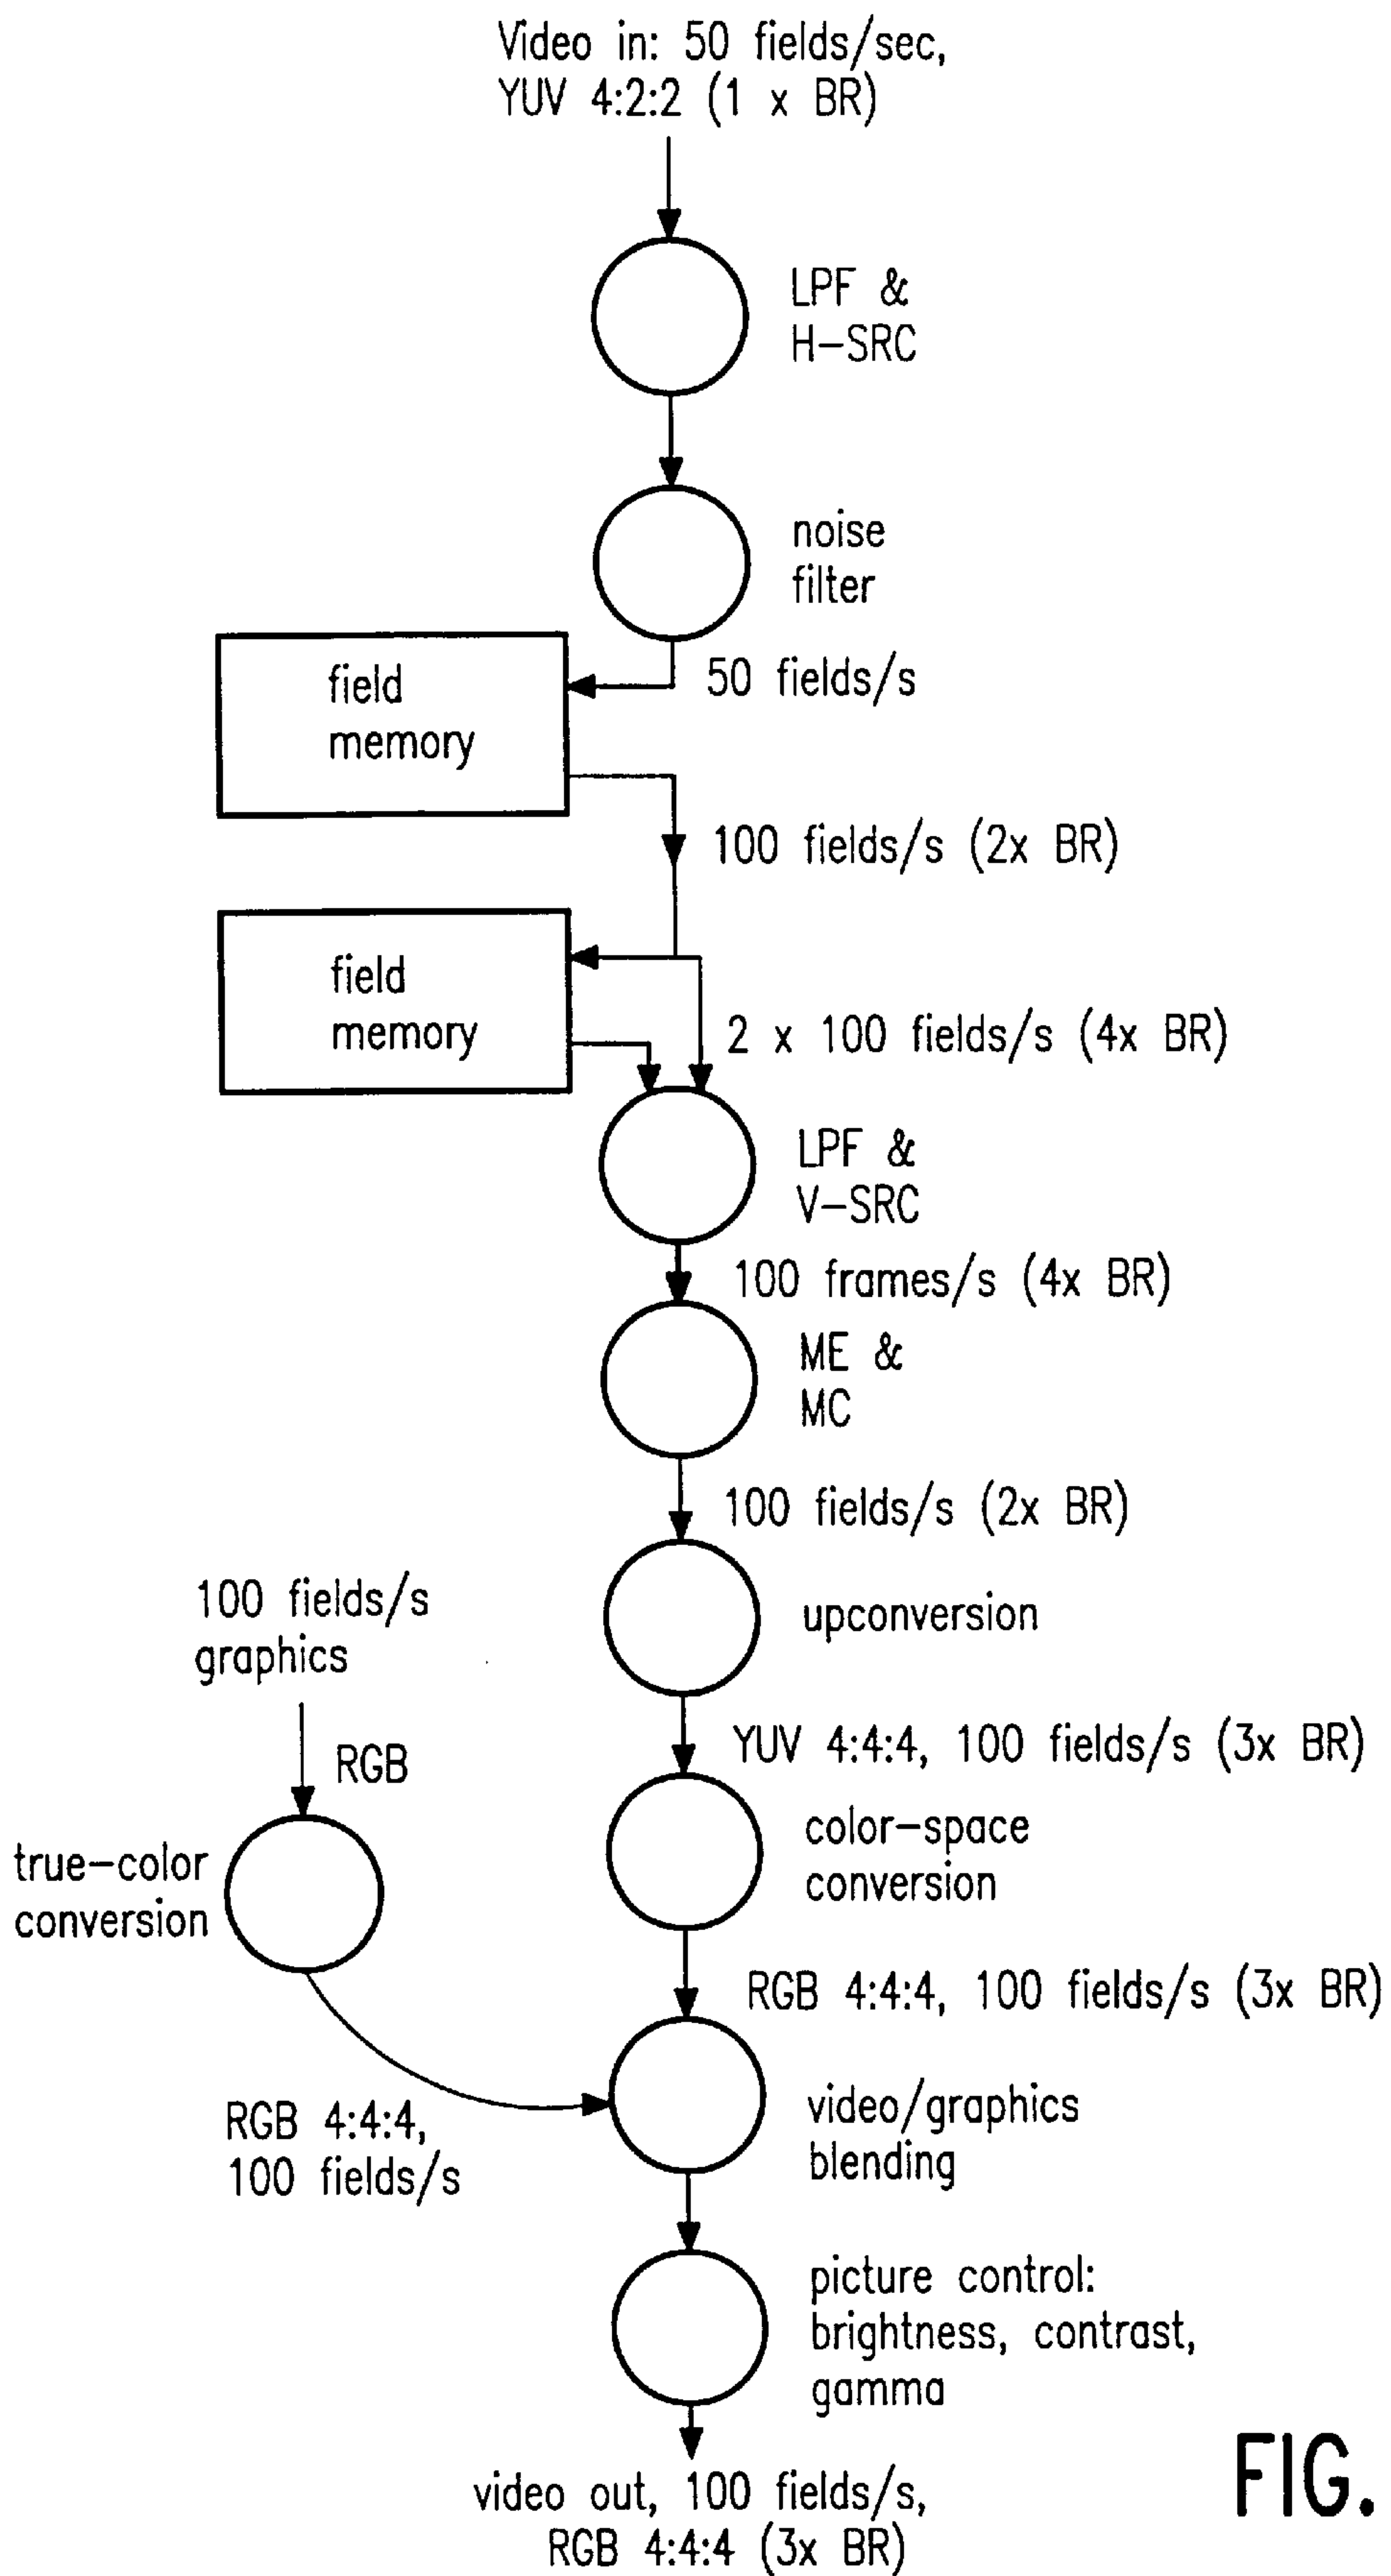 Video in: 50 fields/sec,
YUV 4:2:2 (1 x BR)
LPF &
H-SRC
noise
filter
field
memory
50 fields/s
100 fields/s (2x BR)
field
memory
2 x 100 fields/s (4x BR)
LPF &
V-SRC
100 frames/s (4x BR)
ME &
MC
100 fields/s (2x BR)
upconversion
100 fields/s
graphics
RGB
YUV 4:4:4, 100 fields/s (3x BR)
true-color
conversion
color-space
conversion
RGB 4:4:4, 100 fields/s (3x BR)
RGB 4:4:4,
100 fields/s
video/graphics
blending
picture control:
brightness, contrast,
gamma
video out, 100 fields/s,
RGB 4:4:4 (3x BR)
FIG.